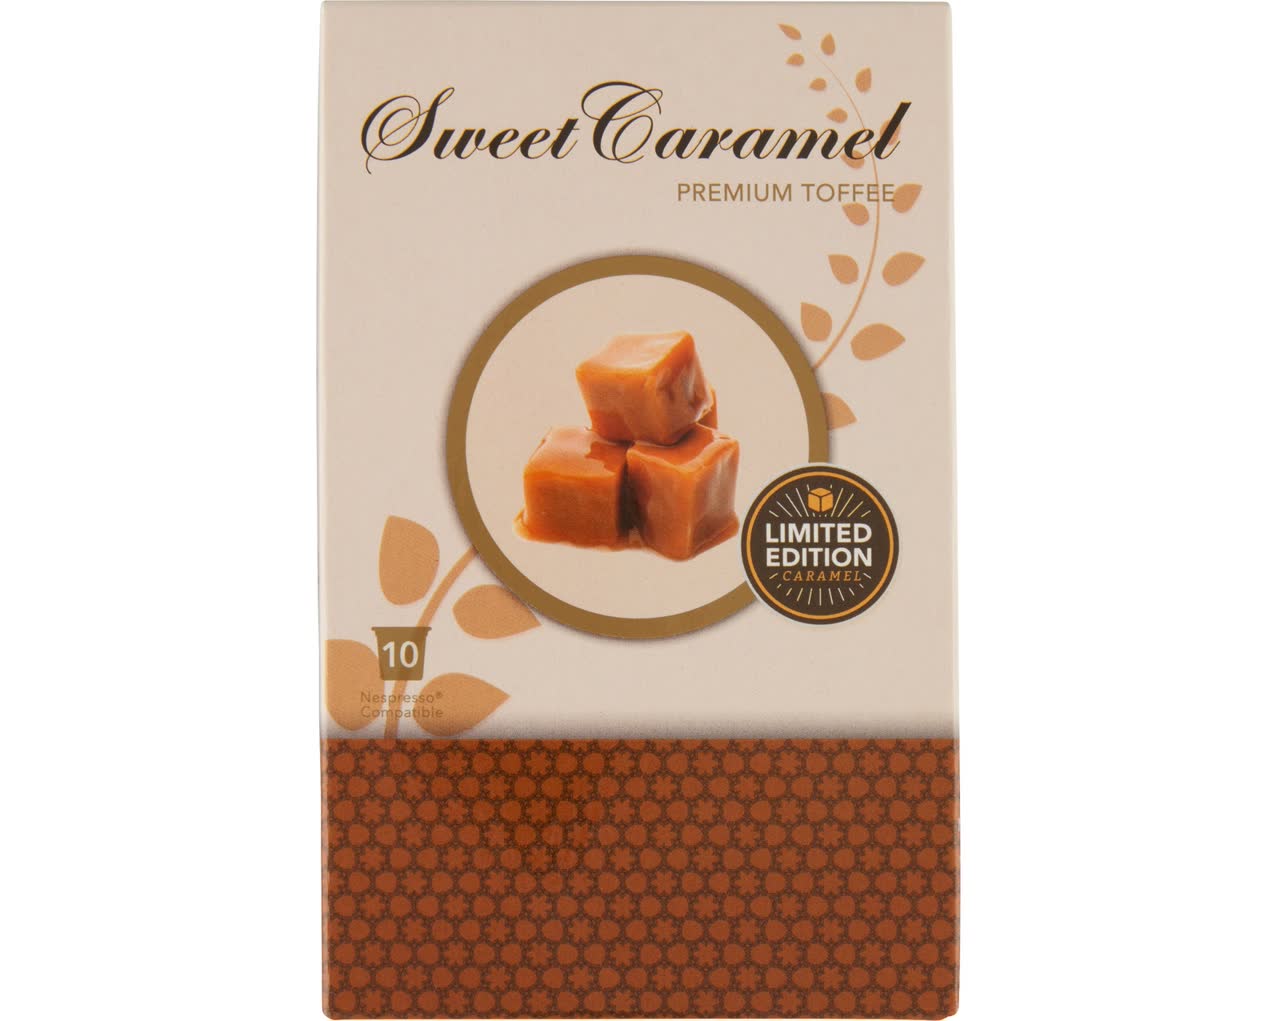 Sweet Caramel
PREMIUM TOFFEE
LIMITED
EDITION
CARAMEL
10
Nespresso®
Compatible